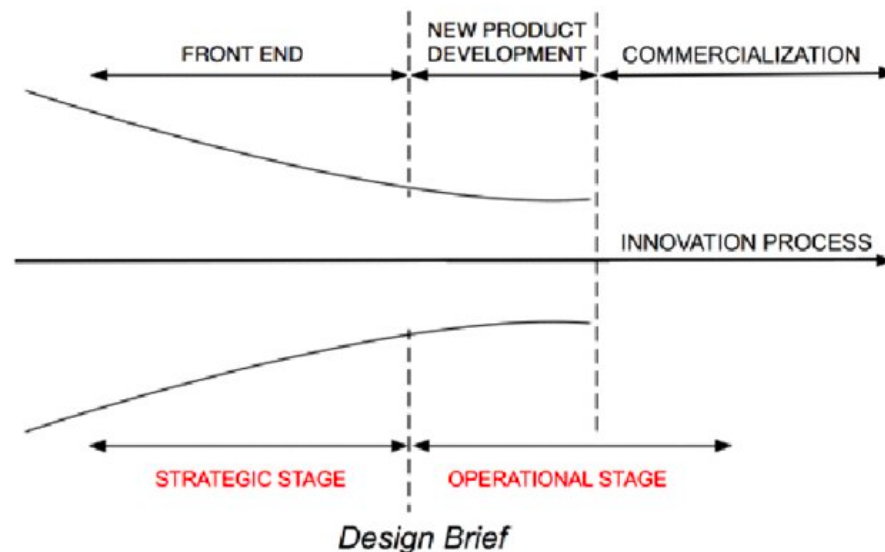 NEW PRODUCT
FRONT END
DEVELOPMENT
COMMERCIALIZATION
INNOVATION PROCESS
STRATEGIC STAGE
OPERATIONAL STAGE
Design Brief